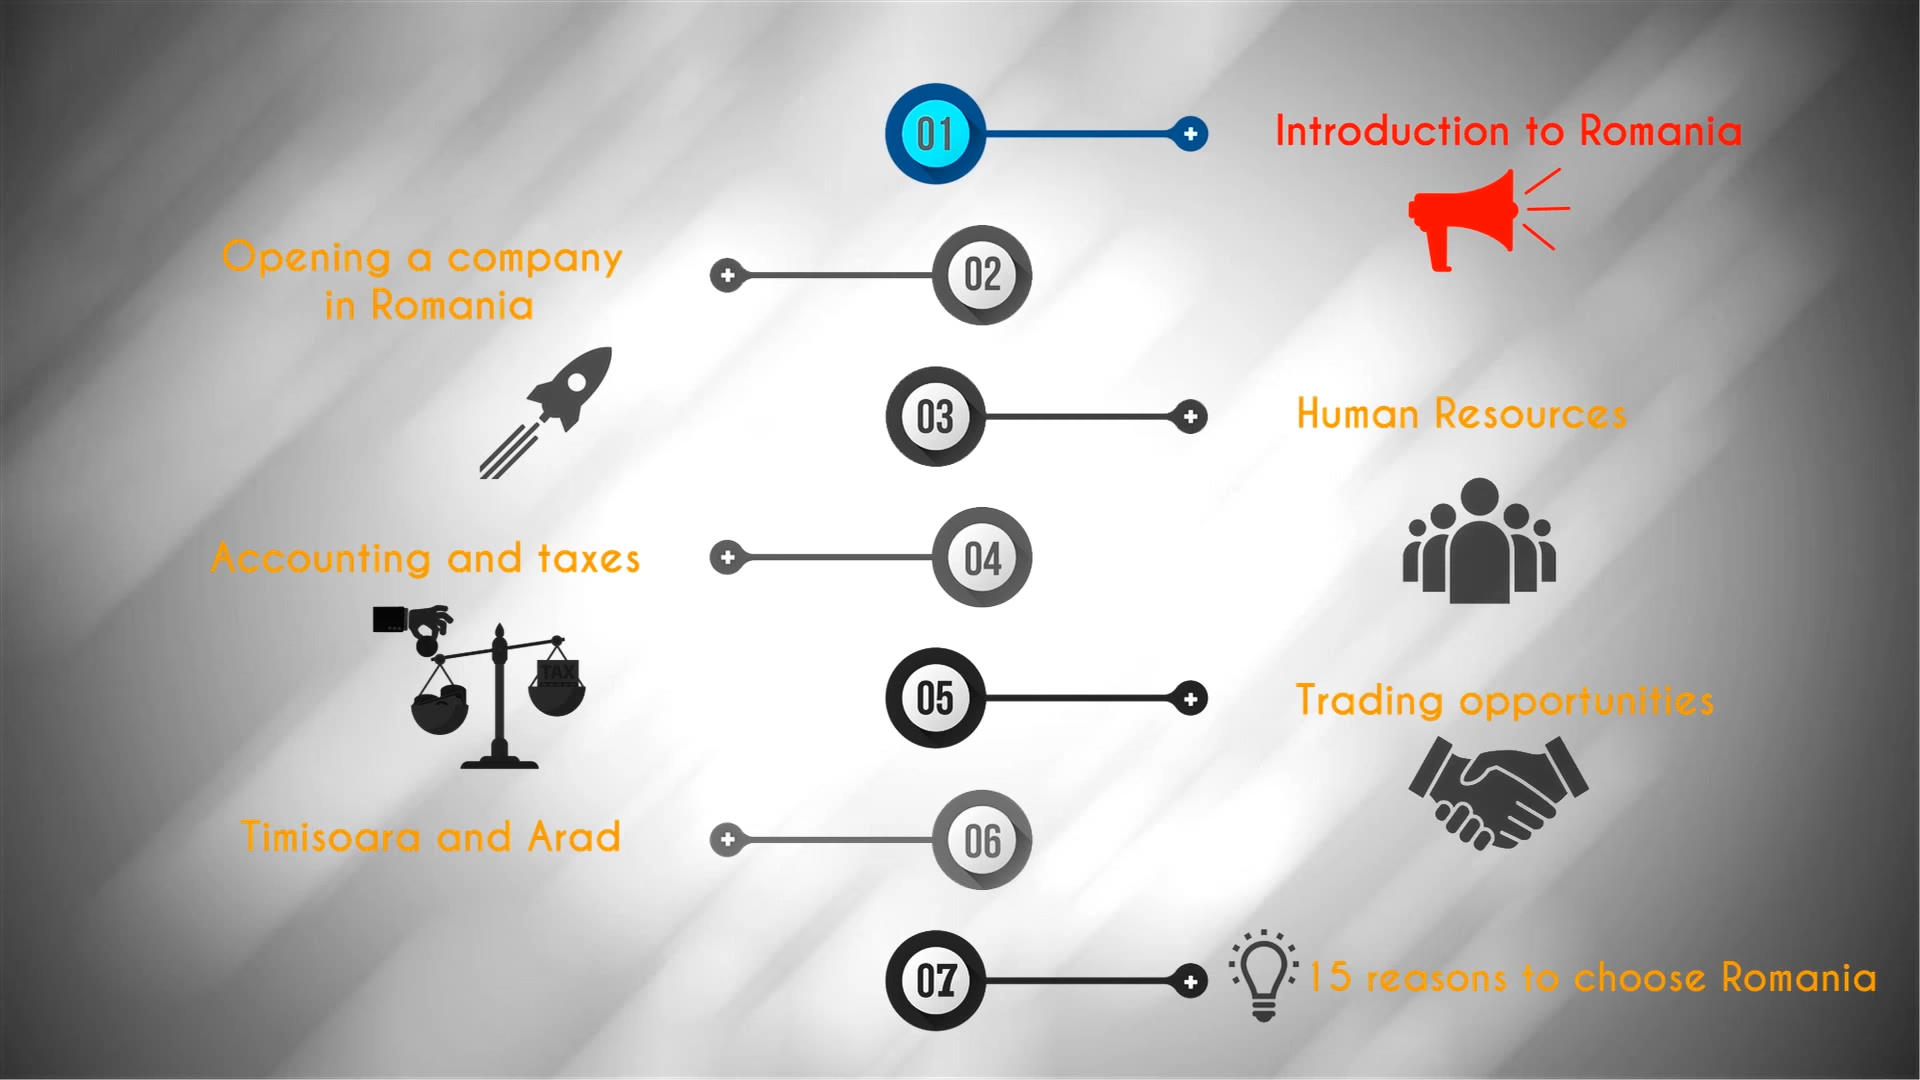 01
Introduction to Romania
Opening a company
in Romania
02
03
Human Resources
Accounting and taxes
04
TAX
05
Trading opportunities
Timisoara and Arad
06
07
15 reasons to choose Romania